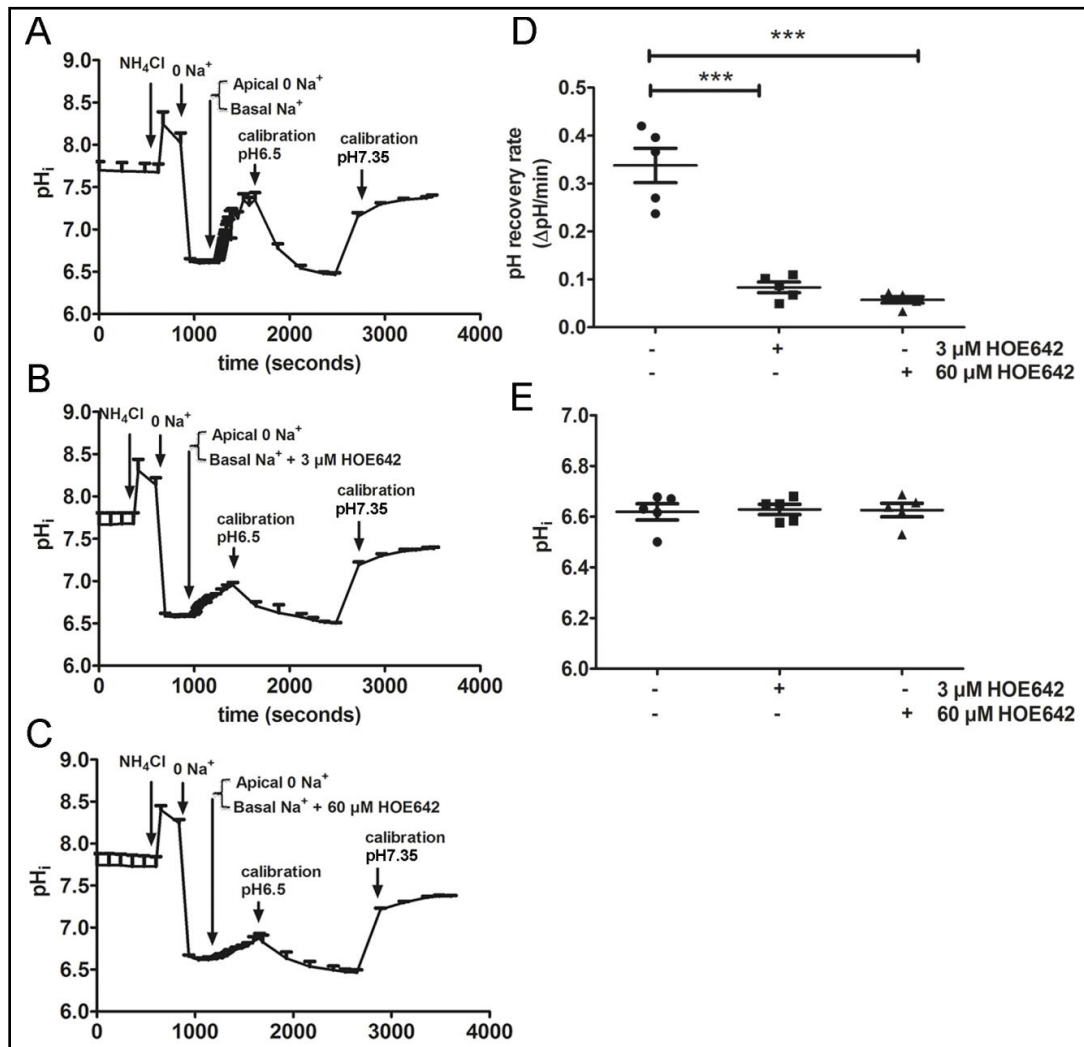 A
9.0
8.5
8.0
7.5
7.0
6.5
6.0
pHi
NH4Cl
0 Na+
Apical 0 Na+
Basal Na+
calibration
pH6.5
calibration
pH7.35
0
1000
2000
3000
4000
time (seconds)
B
9.0
8.5
8.0
7.5
7.0
6.5
6.0
pHi
NH4Cl
0 Na+
Apical 0 Na+
Basal Na+ + 3 µM HOE642
calibration
pH6.5
calibration
pH7.35
0
1000
2000
3000
4000
time (seconds)
C
9.0
8.5
8.0
7.5
7.0
6.5
6.0
pHi
NH4Cl
0 Na+
Apical 0 Na+
Basal Na+ + 60 µM HOE642
calibration
pH6.5
calibration
pH7.35
0
1000
2000
3000
4000
D
***
***
0.5
0.4
0.3
0.2
0.1
0.0
pH recovery rate
(ΔpH/min)
- + - 3 µM HOE642
- - + 60 µM HOE642
E
7.0
6.8
6.6
6.4
6.2
6.0
pHi
- + - 3 µM HOE642
- - + 60 µM HOE642